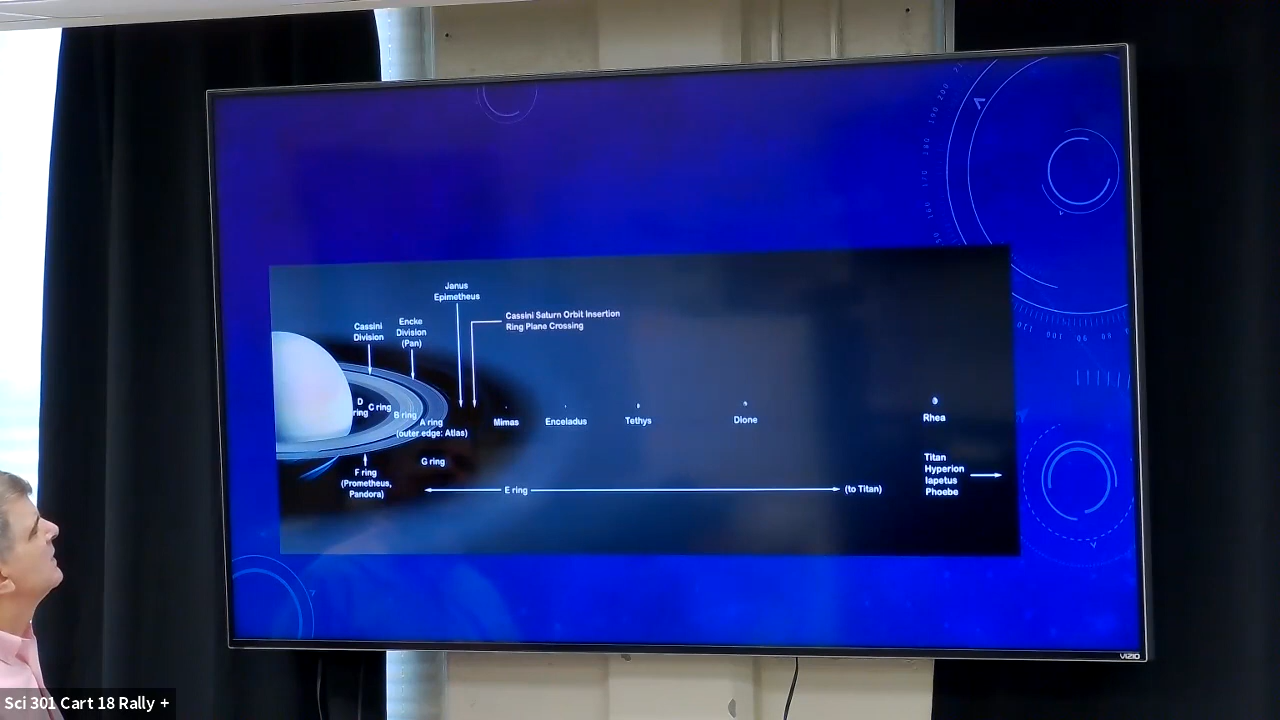 Janus
Epimetheus
Cassini Saturn Orbit Insertion
Ring Plane Crossing
Cassini
Division
Encke
Division
(Pan)
D
ring
C ring
B ring
A ring
(outer edge: Atlas)
Mimas
Enceladus
Tethys
Dione
Rhea
G ring
F ring
(Prometheus,
Pandora)
E ring
(to Titan)
Titan
Hyperion
Iapetus
Phoebe
VIZIO
Sci 301 Cart 18 Rally +